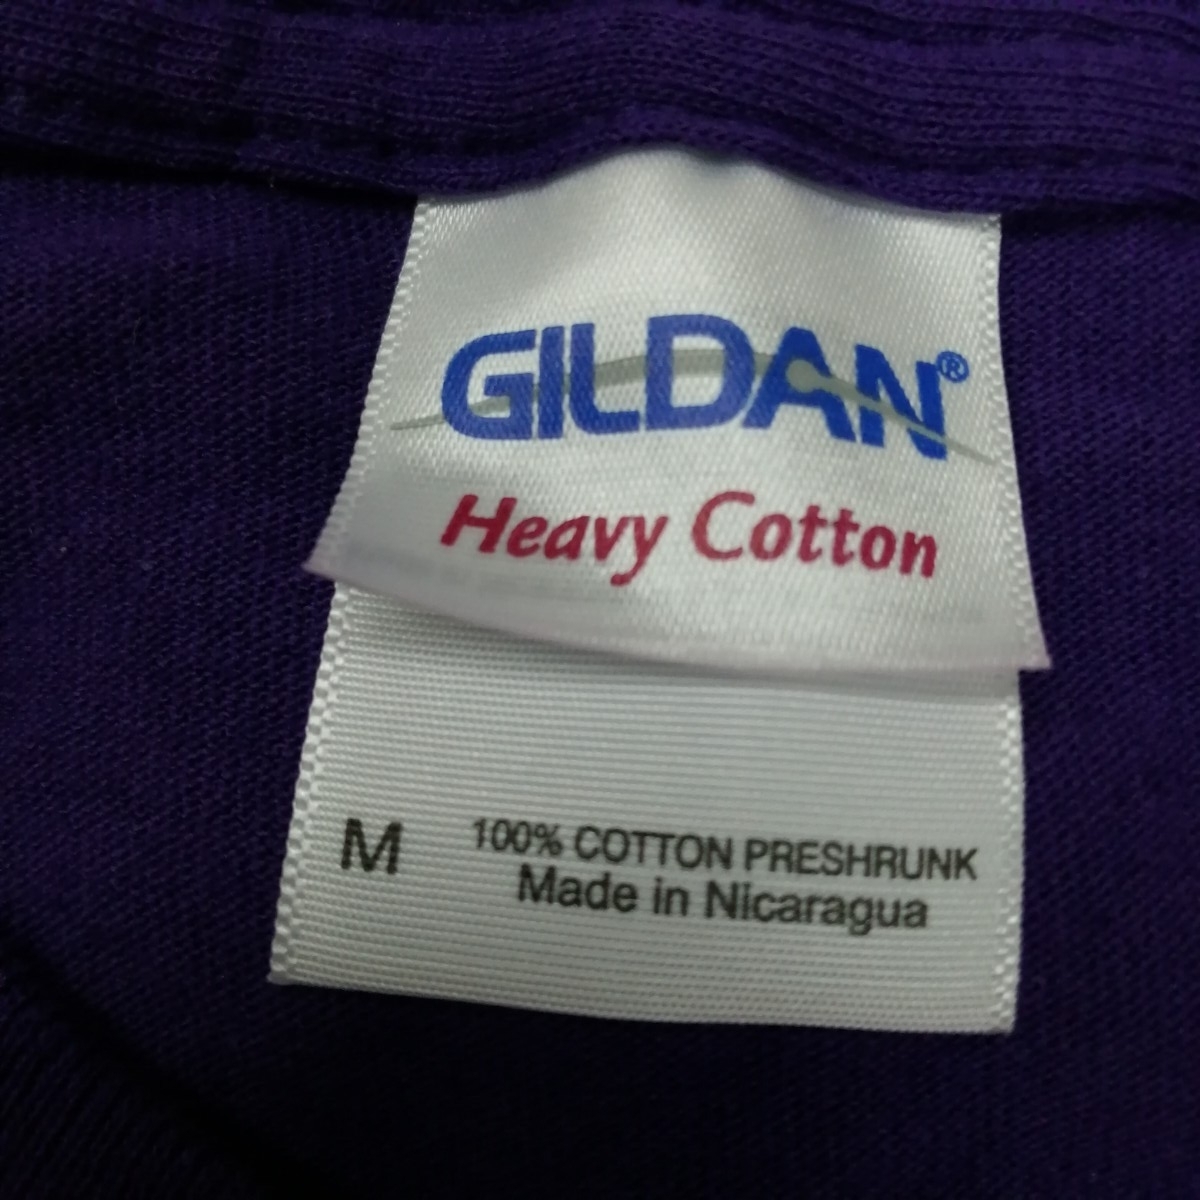 GILDAN®
Heavy Cotton
M 100% COTTON PRESHRUNK
Made in Nicaragua